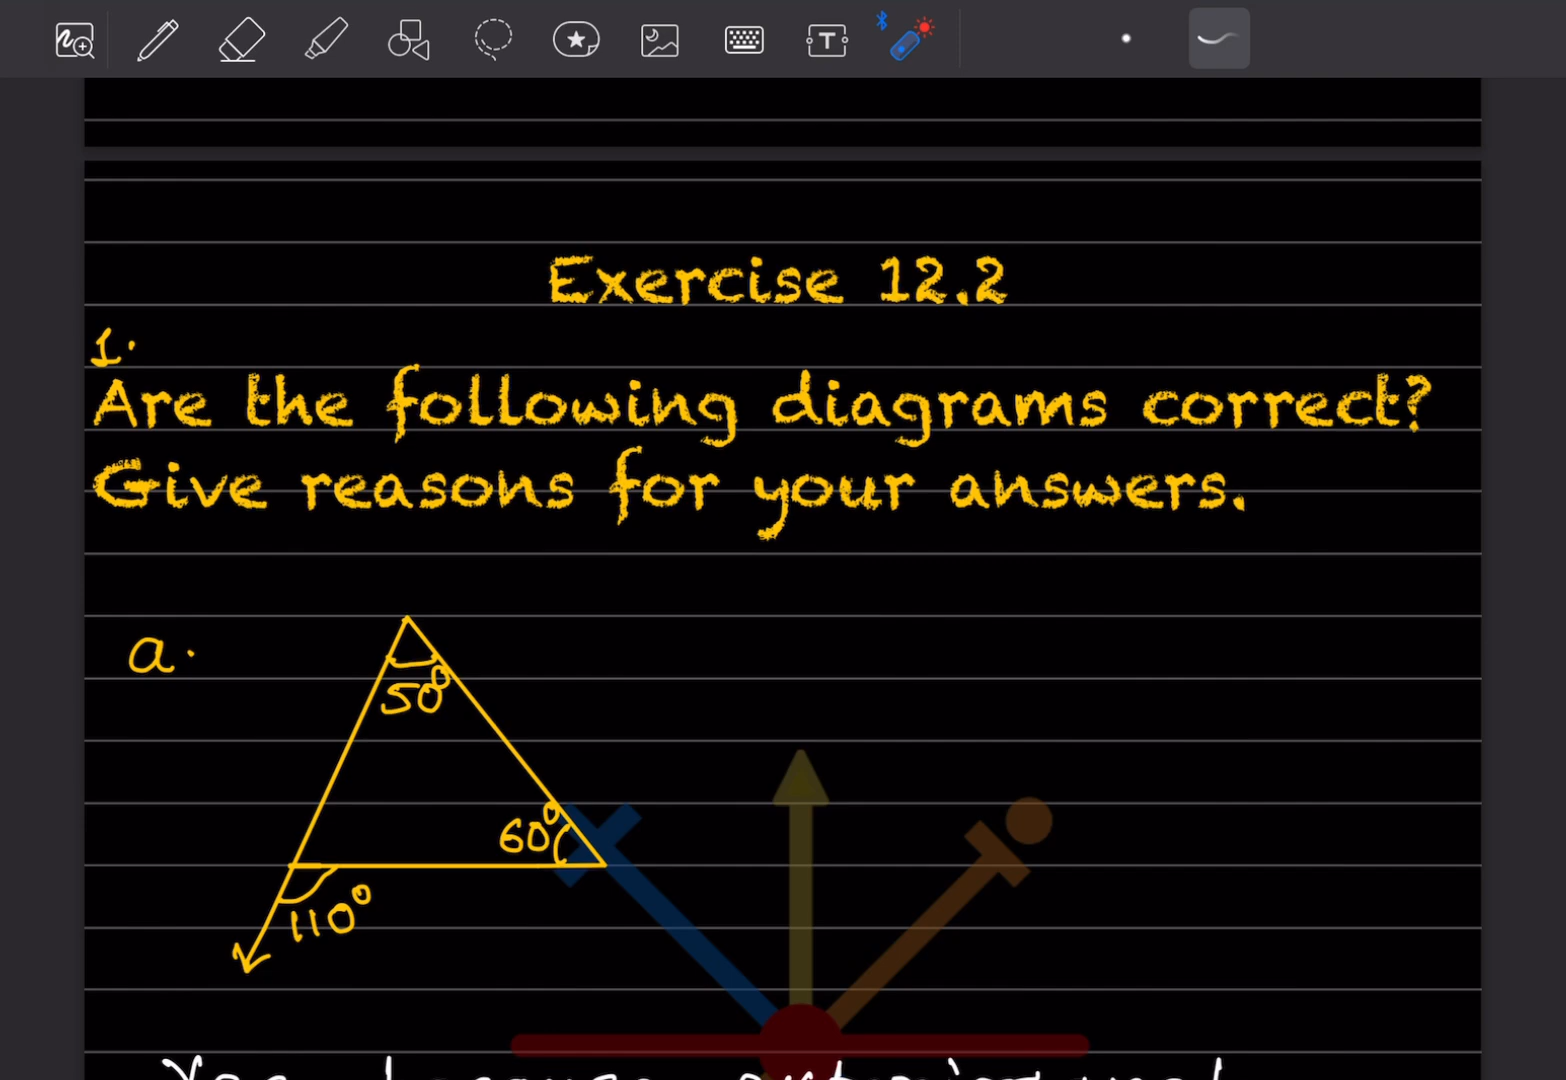 Exercise 12.2
1.
Are the following diagrams correct?
Give reasons for your answers.
a.
50°
60°
110°